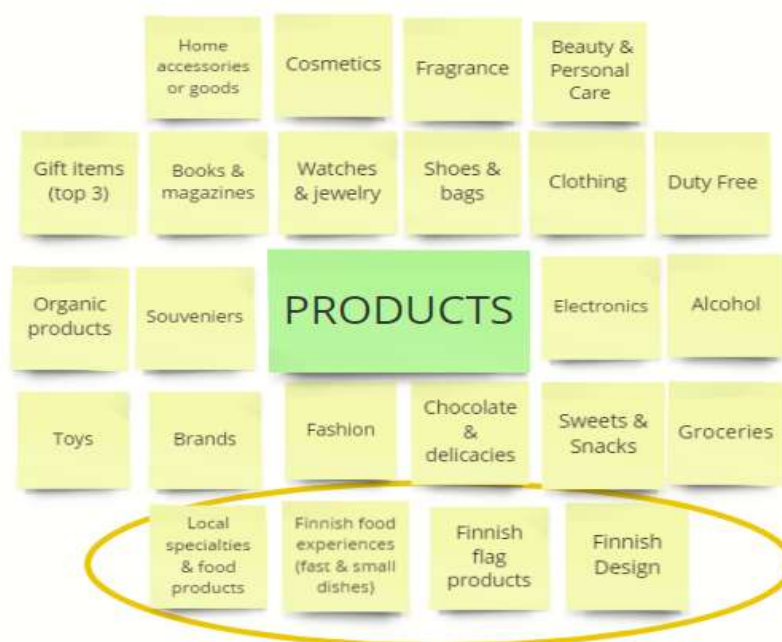 Home
accessories
or goods
Cosmetics
Fragrance
Beauty &
Personal
Care
Gift items
(top 3)
Books &
magazines
Watches
& jewelry
Shoes &
bags
Clothing
Duty Free
Organic
products
Souveniers
PRODUCTS
Electronics
Alcohol
Toys
Brands
Fashion
Chocolate
&
delicacies
Sweets &
Snacks
Groceries
Local
specialties
& food
products
Finnish food
experiences
(fast & small
dishes)
Finnish
flag
products
Finnish
Design